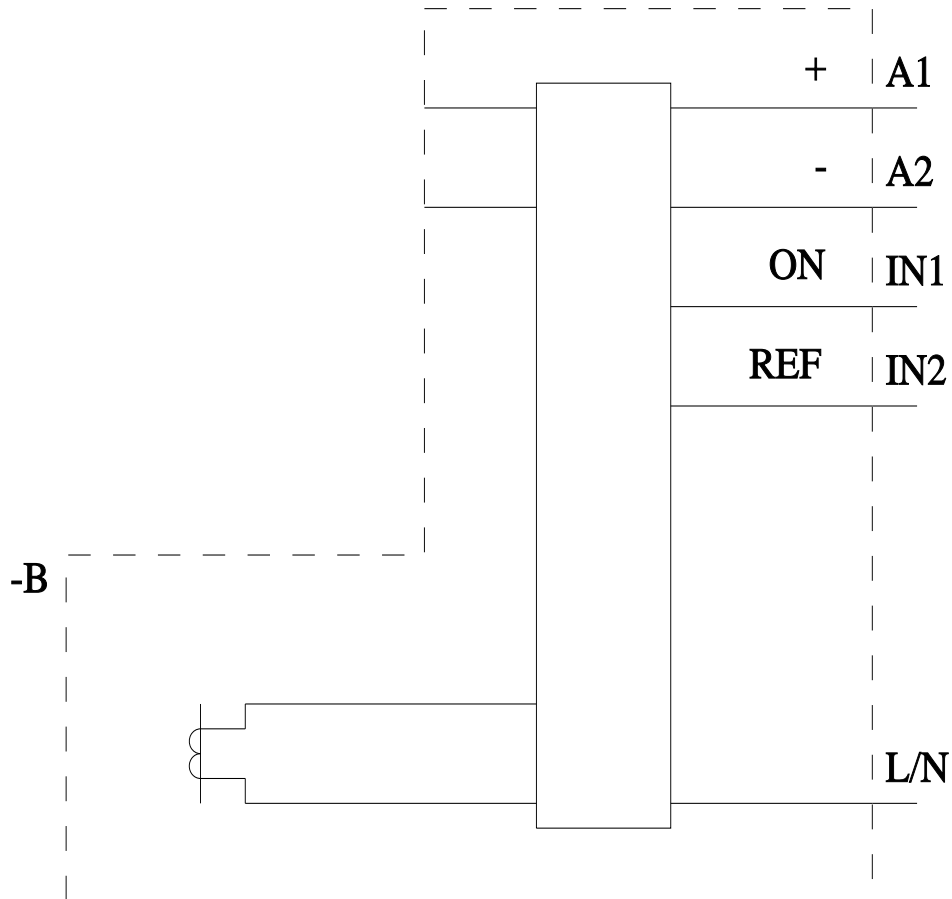 + A1
- A2
ON IN1
REF IN2
-B
L/N